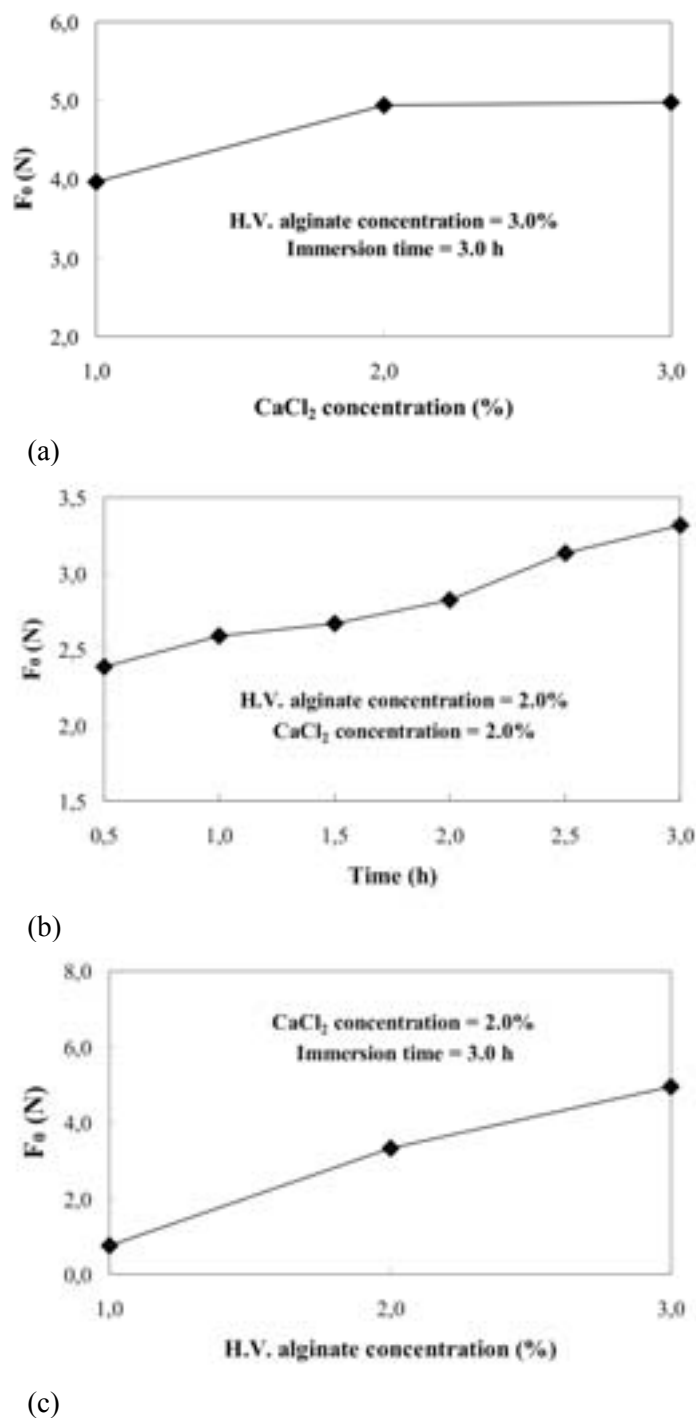 6,0
5,0
4,0
3,0
2,0
F₀ (N)
H.V. alginate concentration = 3.0%
Immersion time = 3.0 h
1,0 2,0 3,0
CaCl₂ concentration (%)
(a)
3,5
3,0
2,5
2,0
1,5
F₀ (N)
H.V. alginate concentration = 2.0%
CaCl₂ concentration = 2.0%
0,5 1,0 1,5 2,0 2,5 3,0
Time (h)
(b)
8,0
6,0
4,0
2,0
0,0
F₀ (N)
CaCl₂ concentration = 2.0%
Immersion time = 3.0 h
1,0 2,0 3,0
H.V. alginate concentration (%)
(c)